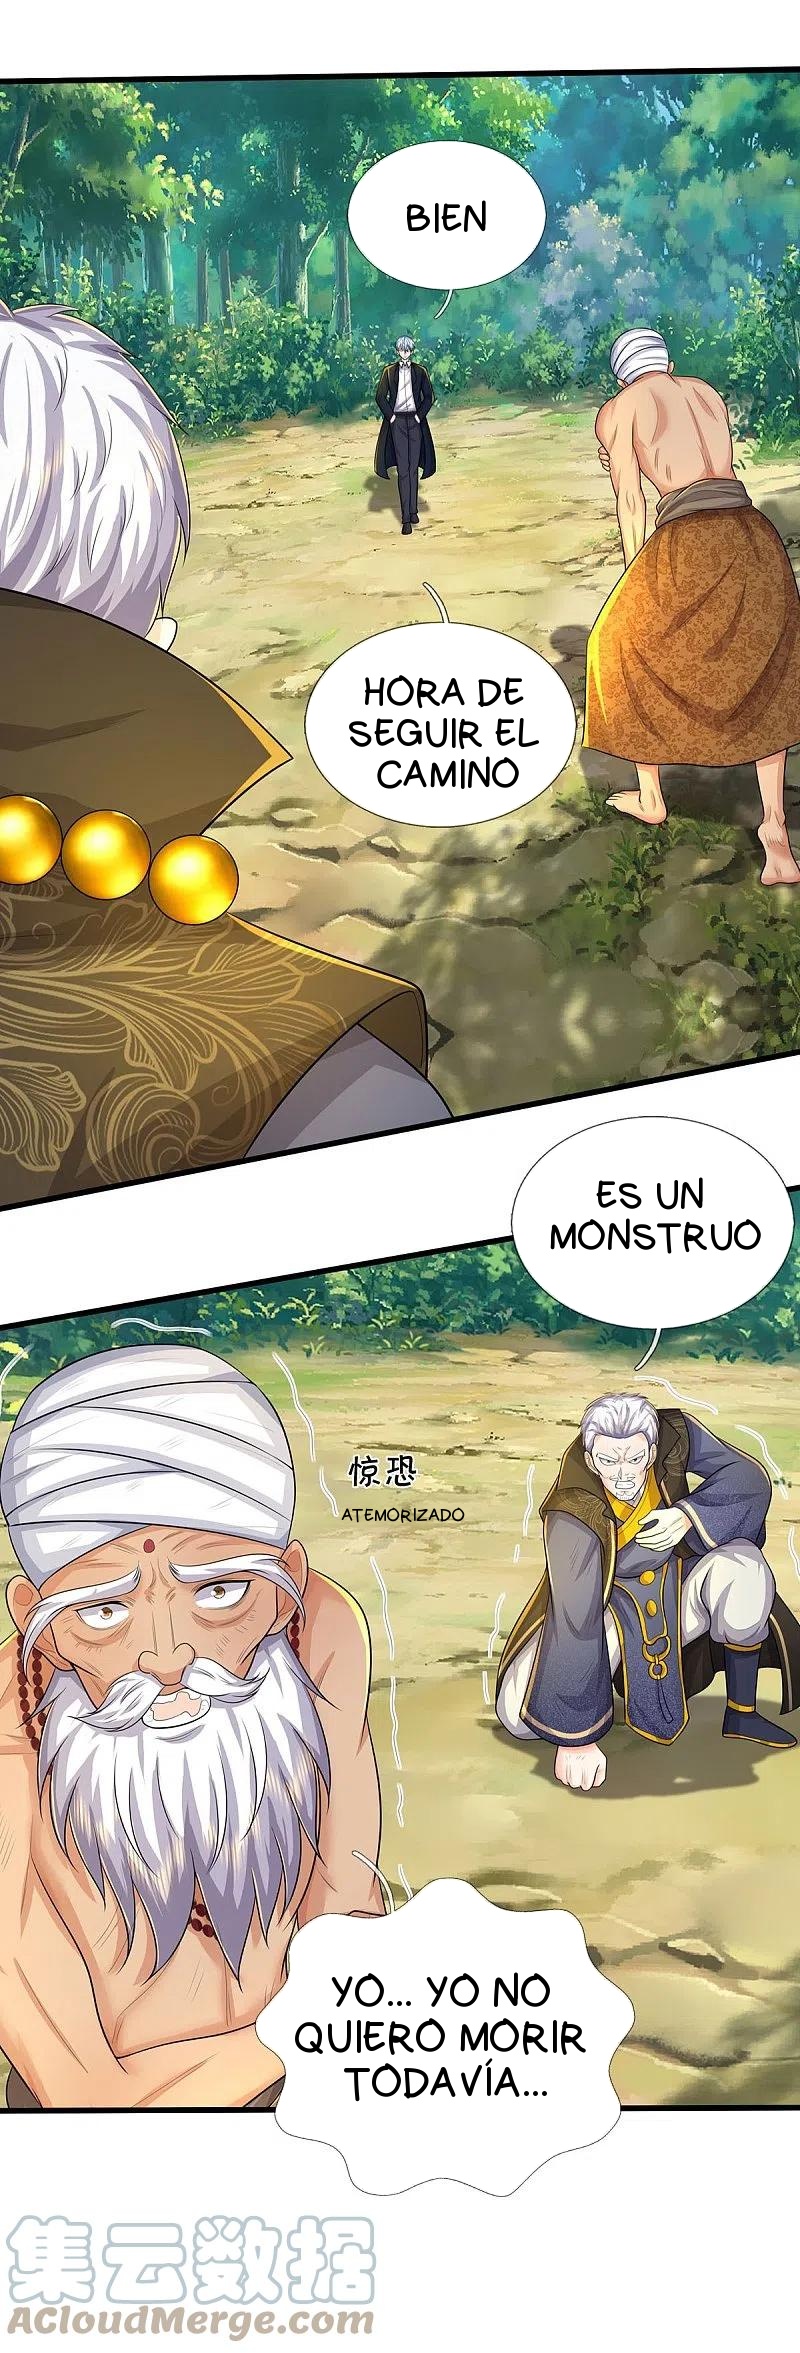 BIEN
HORA DE
SEGUIR EL
CAMINO
ES UN
MONSTRUO
惊恐
ATEMORIZADO
YO... YO NO
QUIERO MORIR
TODAVÍA...
集云数据
ACloudMerge.com